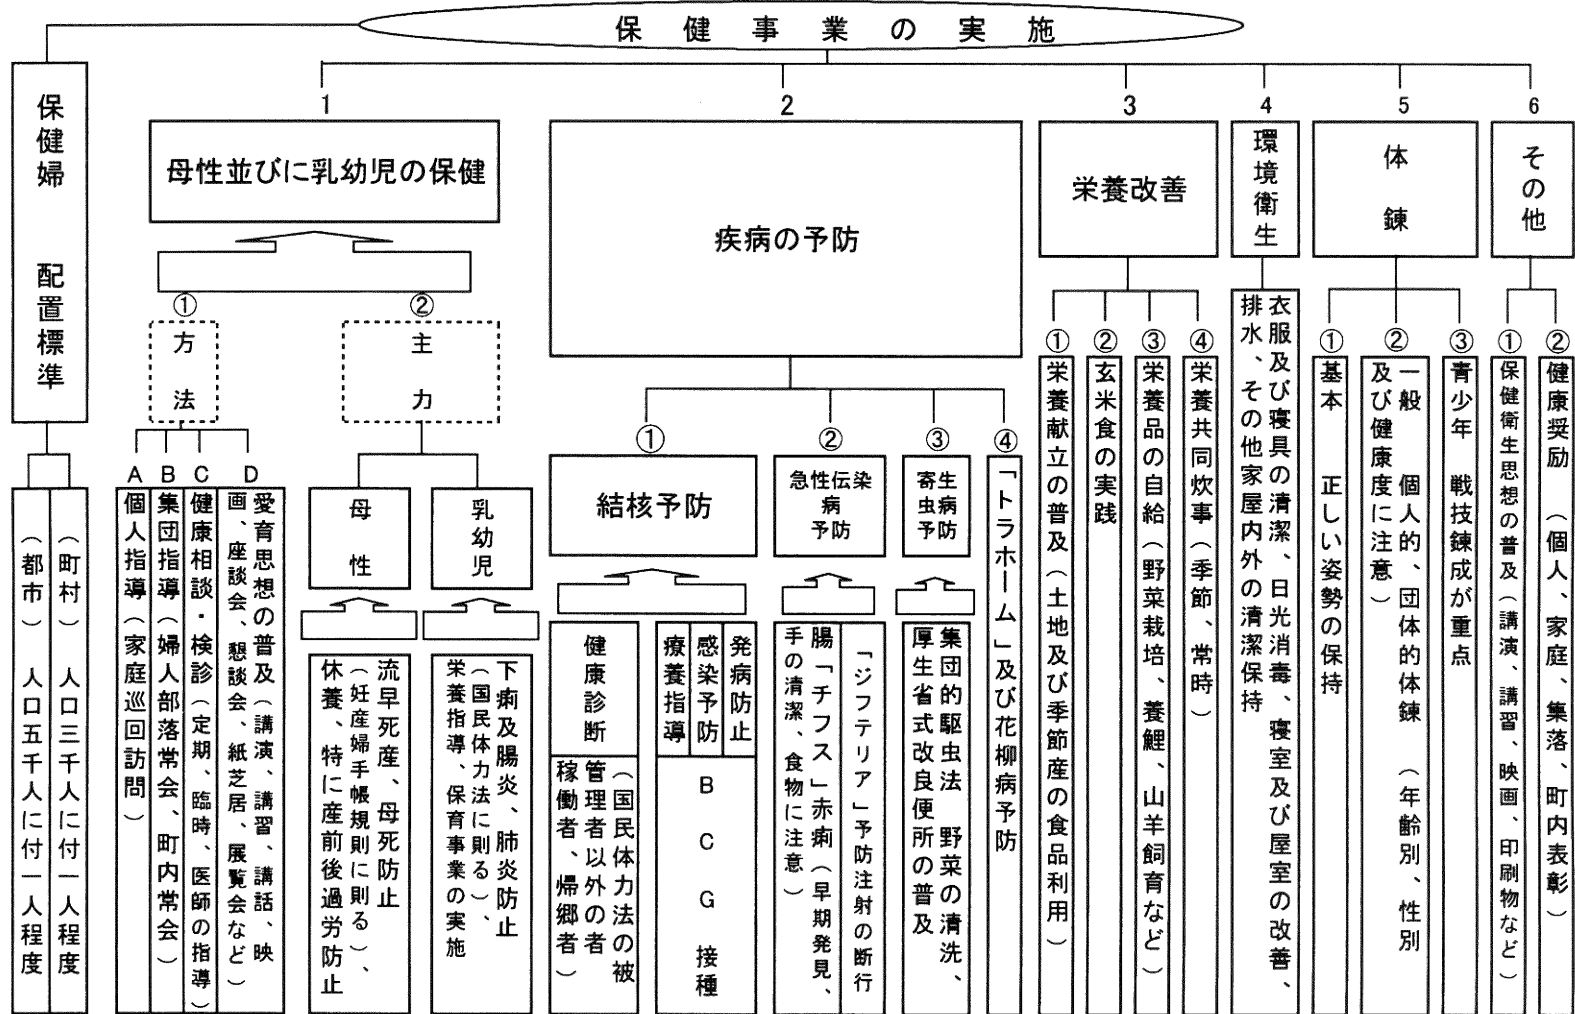 保健事業の実施
保健婦 配置標準
（町村） 人口三千人に付一人程度
（都市） 人口五千人に付一人程度
1
母性並びに乳幼児の保健
①
方法
A
個人指導（家庭巡回訪問）
B
集団指導（婦人部落常会、町内常会）
C
健康相談・検診（定期、臨時、医師の指導）
D
愛育思想の普及（講演、講習、講話、映
画、座談会、懇談会、紙芝居、展覧会など）
②
主力
母性
流早死産、母死防止
（妊産婦手帳規則に則る）、
休養、特に産前後過労防止
乳幼児
下痢及腸炎、肺炎防止
（国民体力法に則る）、
栄養指導、保育事業の実施
2
疾病の予防
①
結核予防
健康診断
（国民体力法の被
管理者以外の者
稼働者、帰郷者）
発病防止
感染予防
療養指導
BCG接種
②
急性伝染
病
予防
「ジフテリア」予防注射の断行
腸「チフス」赤痢（早期発見、
手の清潔、食物に注意）
③
寄生
虫病
予防
集団的駆虫法 野菜の清洗、
厚生省式改良便所の普及
④
「トラホーム」及び花柳病予防
3
栄養改善
①
栄養献立の普及（土地及び季節産の食品利用）
②
玄米食の実践
③
栄養品の自給（野菜栽培、養鯉、山羊飼育など）
④
栄養共同炊事（季節、常時）
4
環境衛生
衣服及び寝具の清潔、日光消毒、寝室及び屋室の改善、
排水、その他家屋内外の清潔保持
5
体錬
①
基本 正しい姿勢の保持
②
一般 個人的、団体的体錬 （年齢別、性別
及び健康度に注意）
③
青少年 戦技錬成が重点
6
その他
①
保健衛生思想の普及（講演、講習、映画、印刷物など）
②
健康奨励 （個人、家庭、集落、町内表彰）